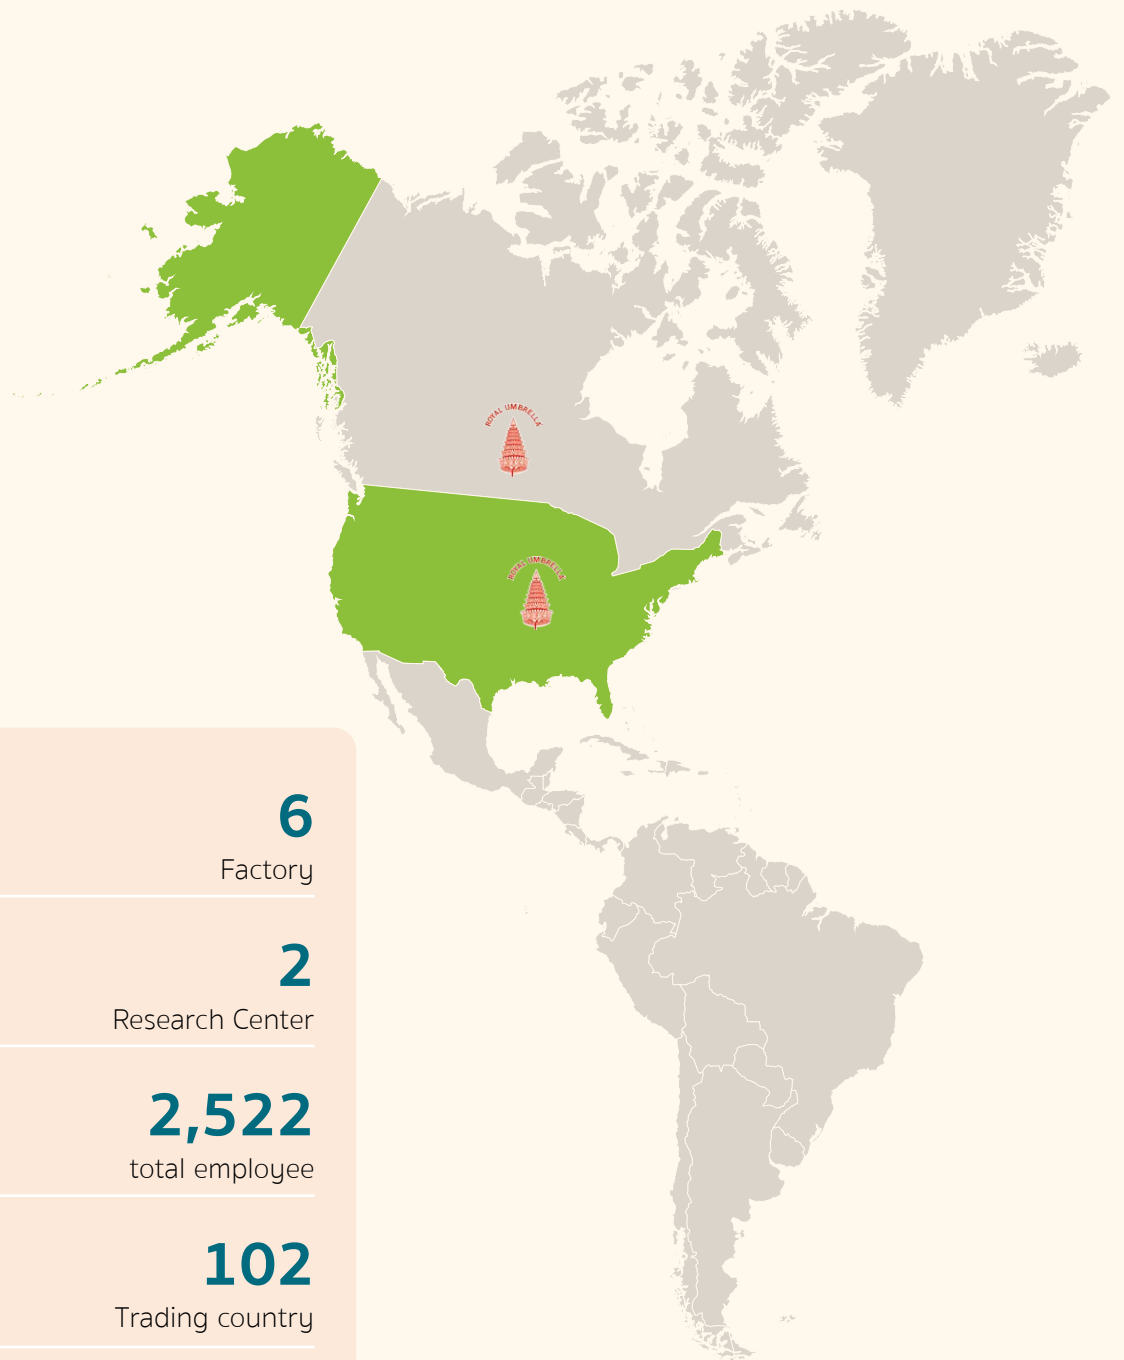 ROYAL UMBRELLA
ROYAL UMBRELLA
6
Factory
2
Research Center
2,522
total employee
102
Trading country